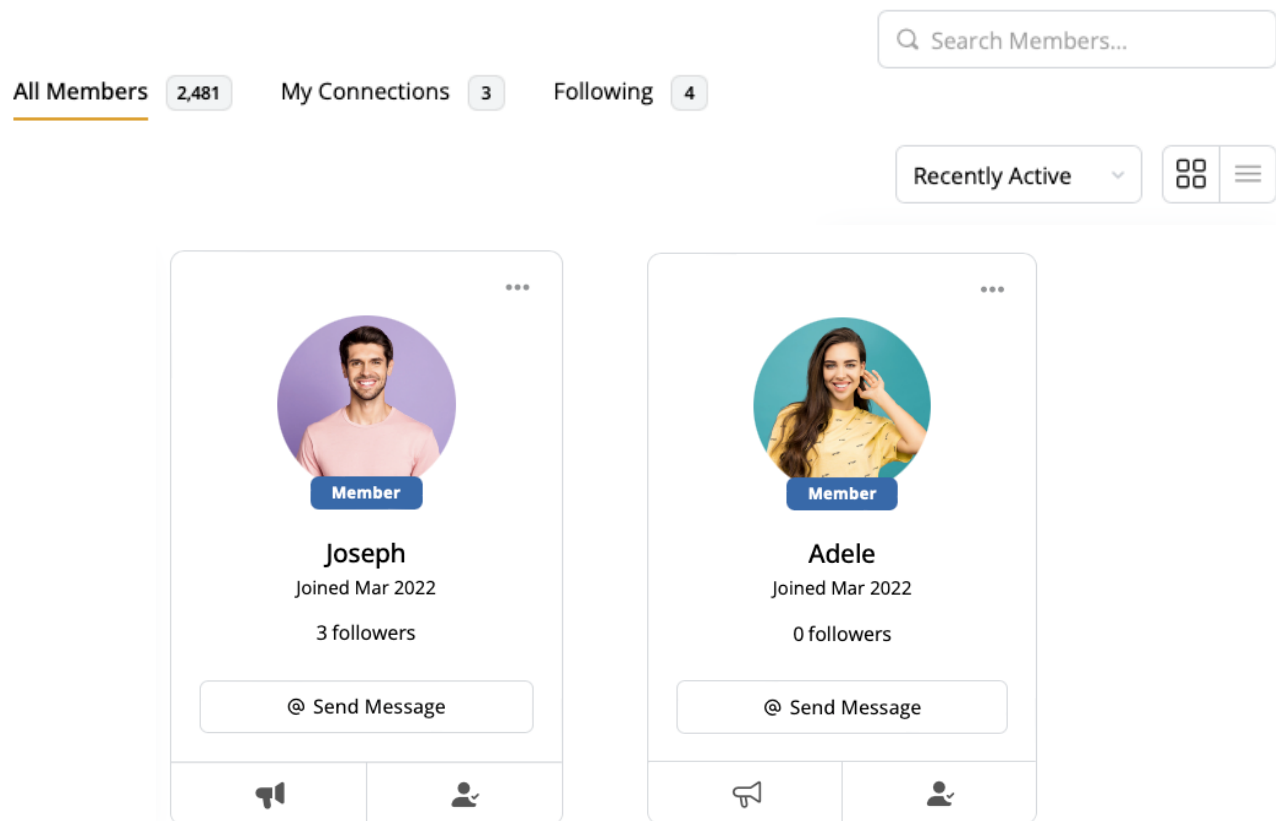 Search Members...
All Members 2,481 My Connections 3 Following 4
Recently Active
Member
Joseph
Joined Mar 2022
3 followers
@ Send Message
Member
Adele
Joined Mar 2022
0 followers
@ Send Message